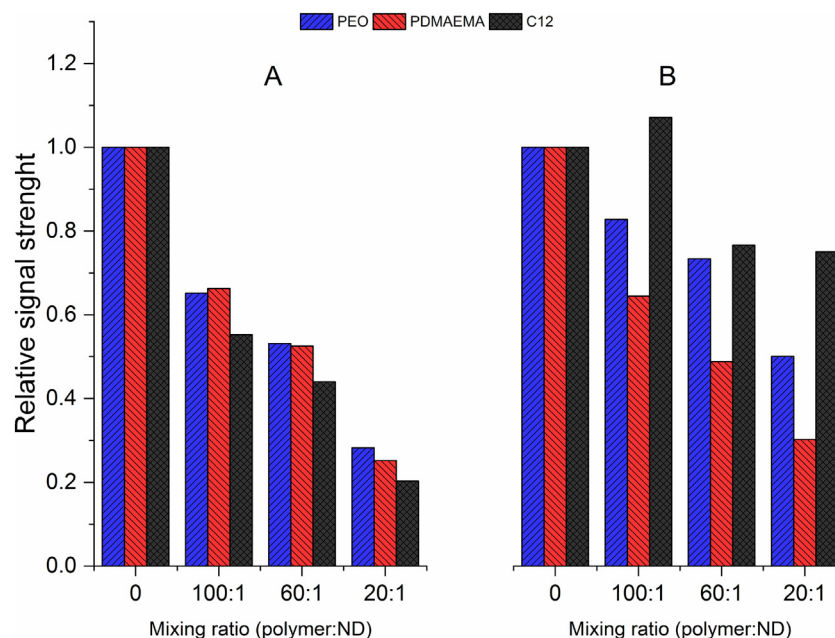 PEO PDMAEMA C12
A B
Relative signal strenght
1.2
1.0
0.8
0.6
0.4
0.2
0.0
0 100:1 60:1 20:1 0 100:1 60:1 20:1
Mixing ratio (polymer:ND) Mixing ratio (polymer:ND)